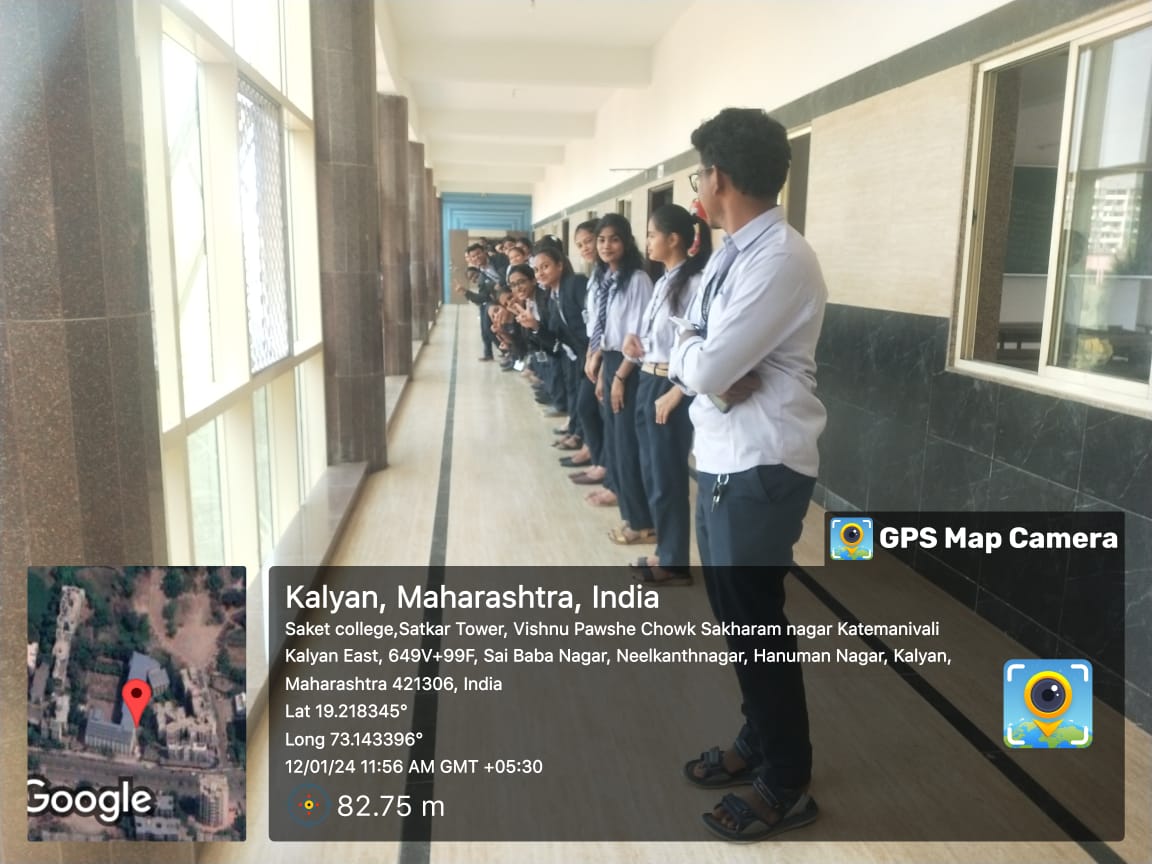 GPS Map Camera
Kalyan, Maharashtra, India
Saket college,Satkar Tower, Vishnu Pawshe Chowk Sakharam nagar Katemanivali
Kalyan East, 649V+99F, Sai Baba Nagar, Neelkanthnagar, Hanuman Nagar, Kalyan,
Maharashtra 421306, India
Lat 19.218345°
Long 73.143396°
12/01/24 11:56 AM GMT +05:30
82.75 m
Google